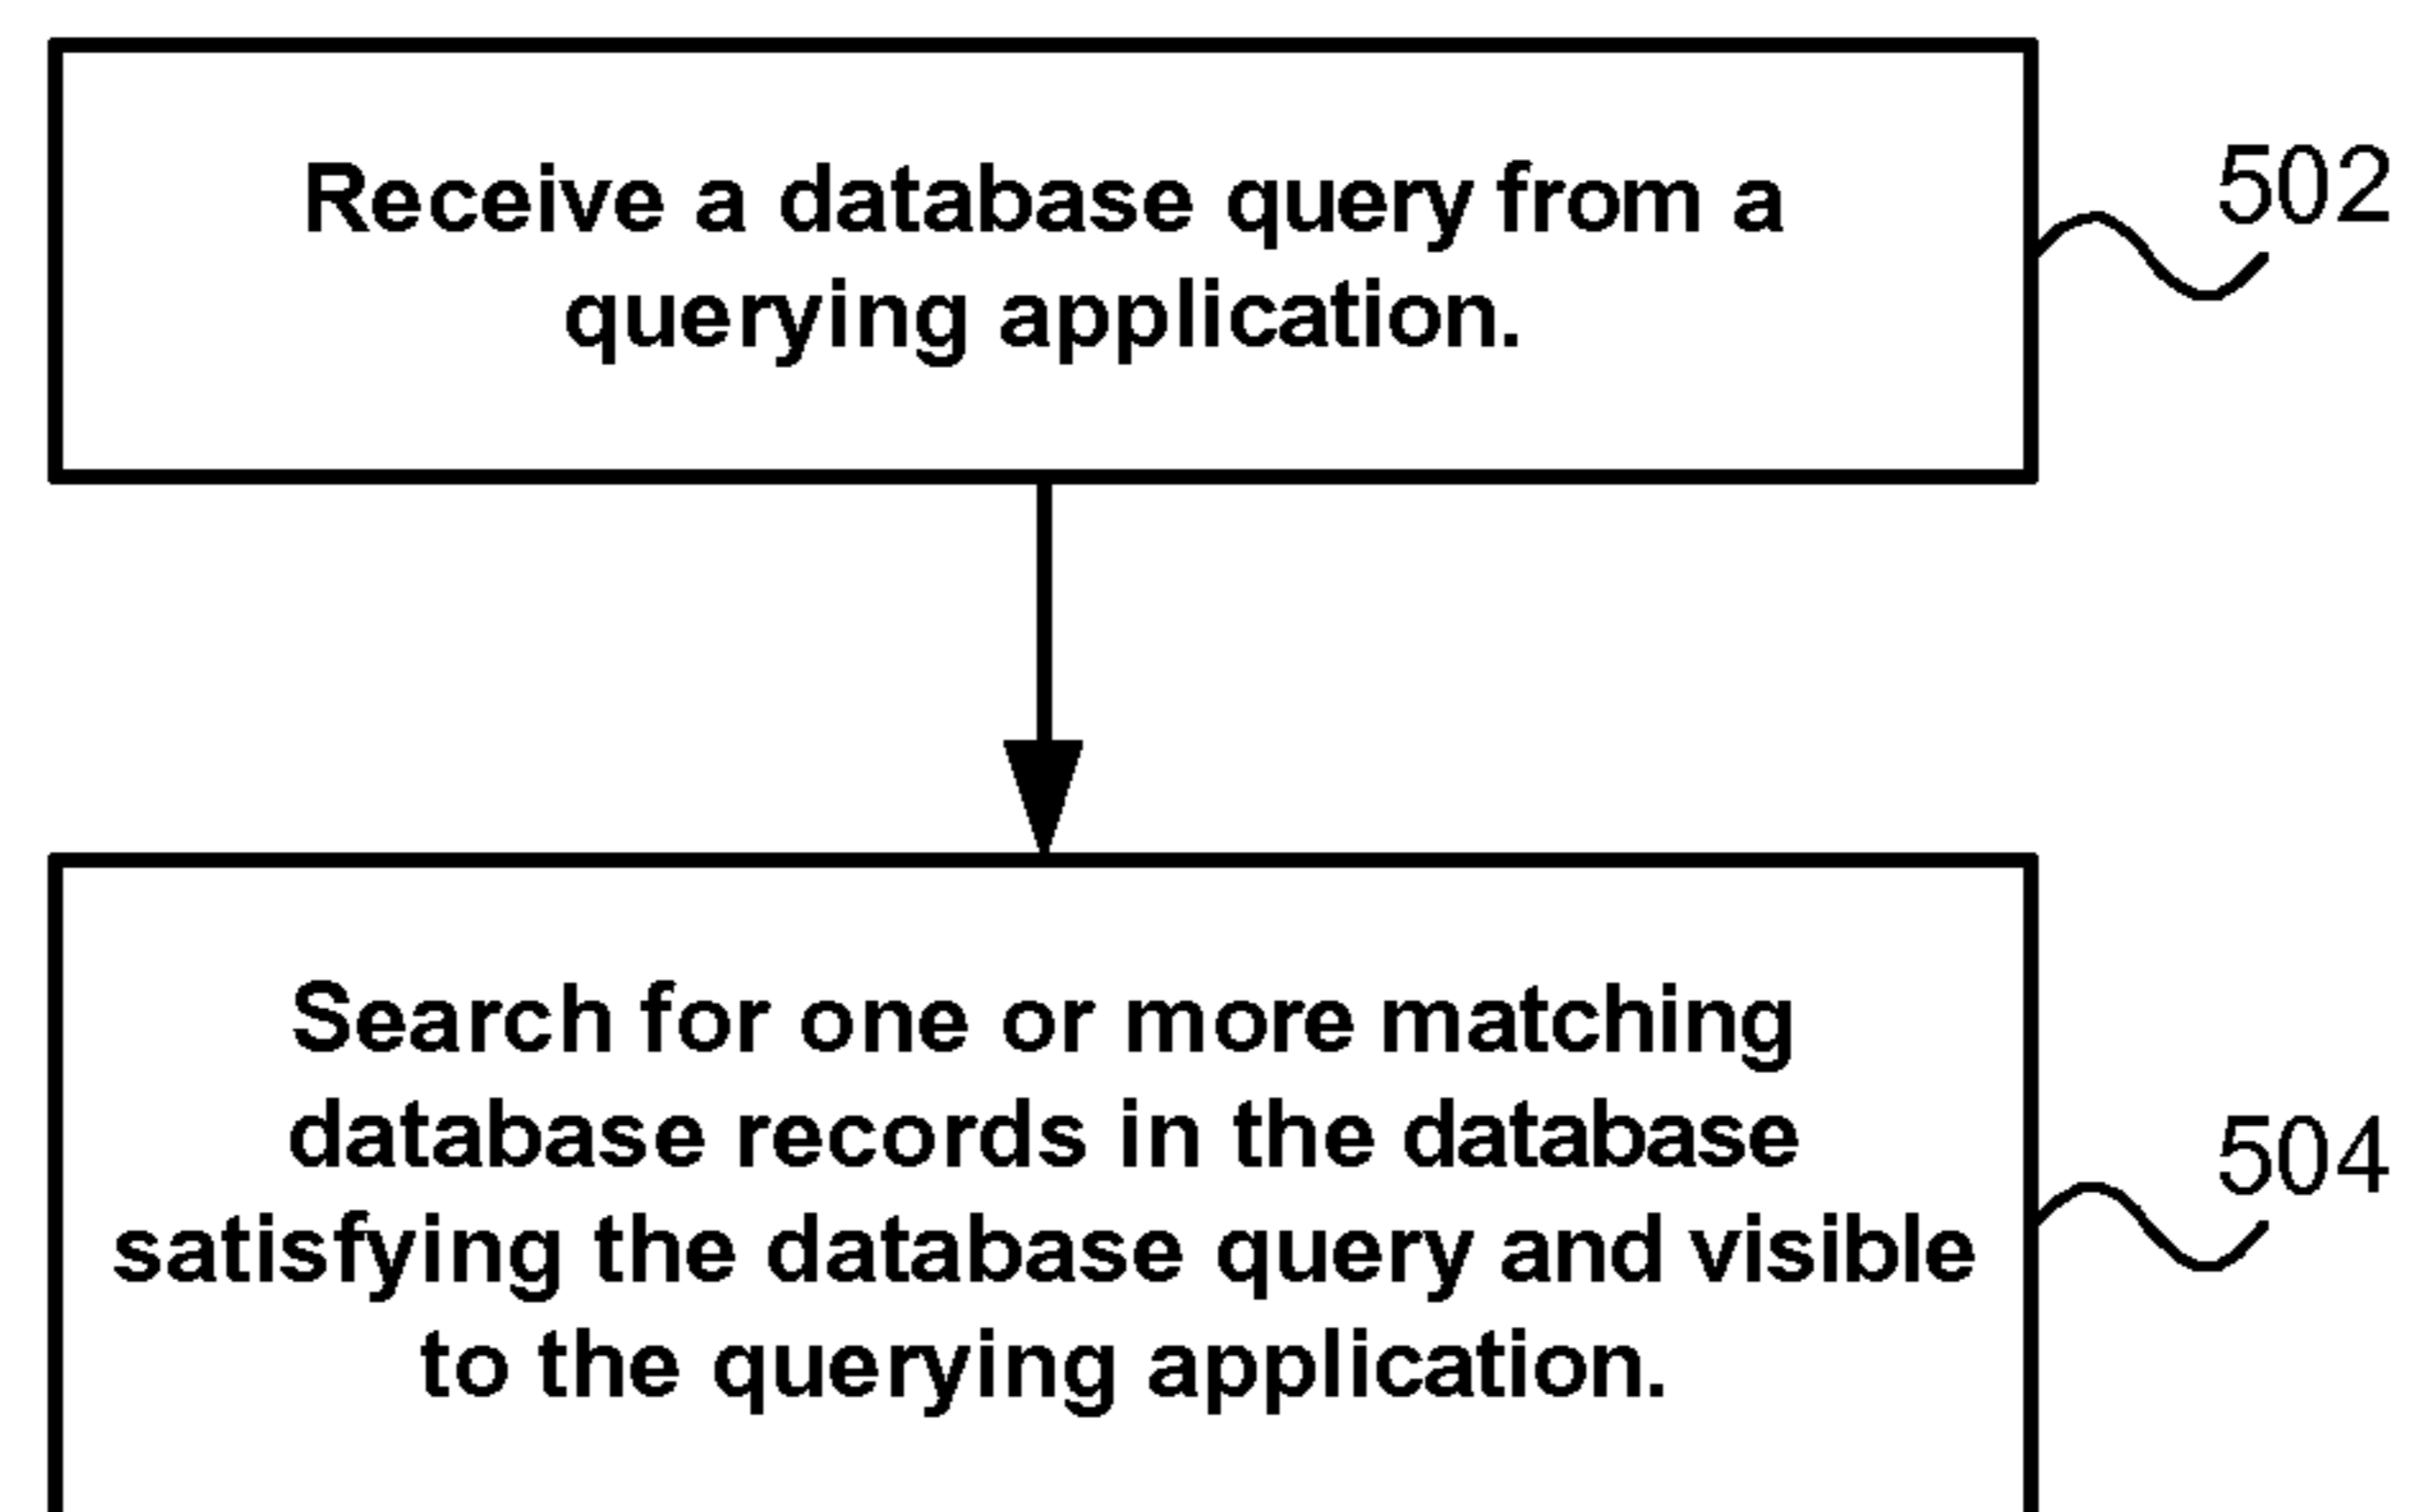 Receive a database query from a
querying application.
502
Search for one or more matching
database records in the database
satisfying the database query and visible
to the querying application.
504